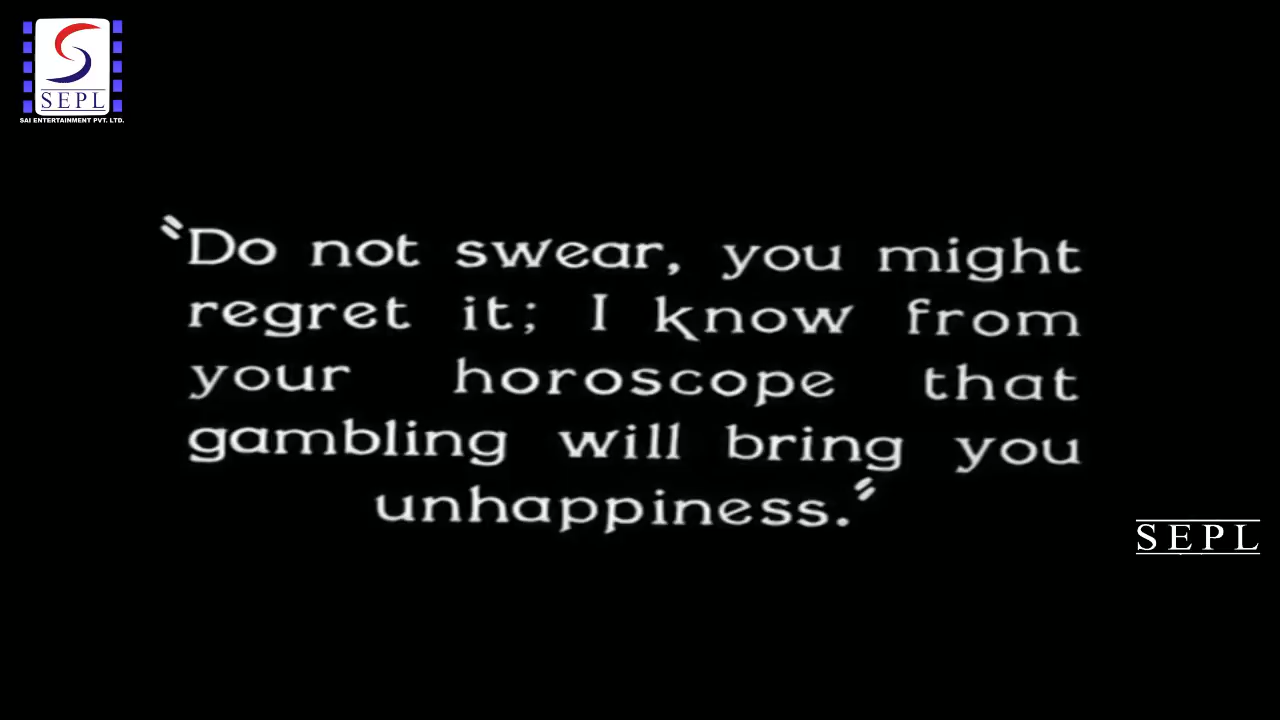 SEPL
SAI ENTERTAINMENT PVT. LTD.
"Do not swear, you might
regret it; I know from
your horoscope that
gambling will bring you
unhappiness."
SEPL